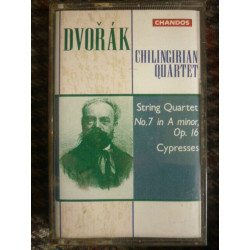 CHANDOS
DVOŘÁK
CHILINGIRIAN
QUARTET
String Quartet
No.7 in A minor,
Op. 16
Cypresses